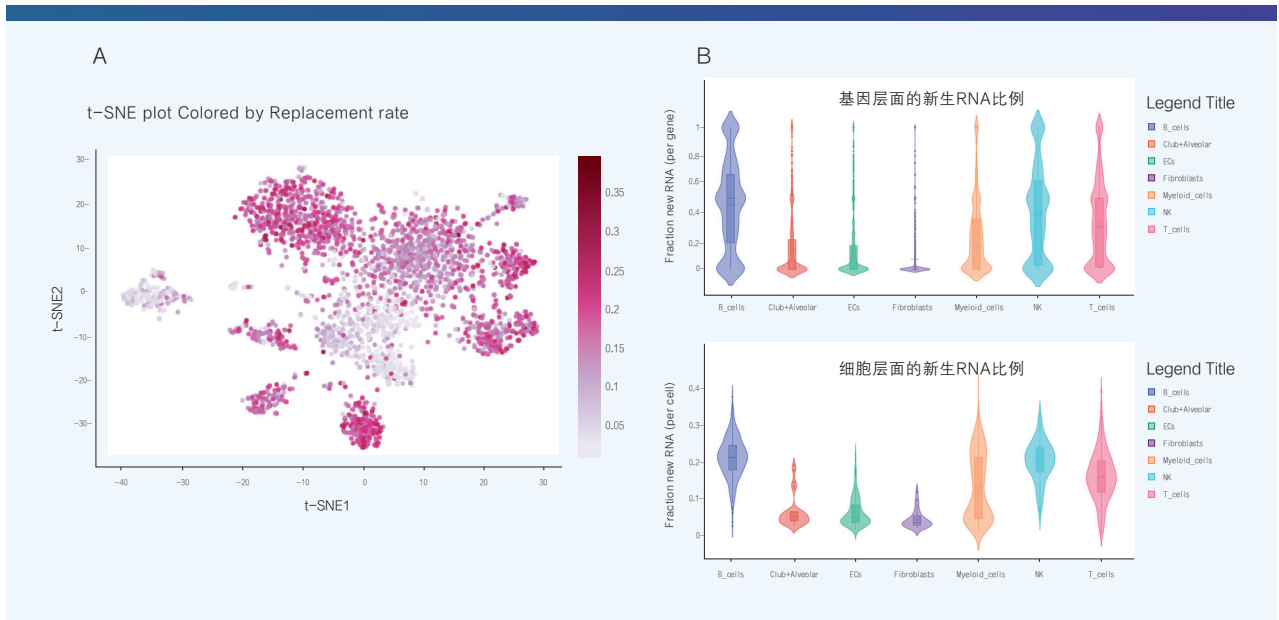 A
t-SNE plot Colored by Replacement rate
30
20
10
0
-10
-20
-30
t-SNE2
-40
-30
-20
-10
0
10
20
30
t-SNE1
0.35
0.3
0.25
0.2
0.15
0.1
0.05
B
基因层面的新生RNA比例
Fraction new RNA (per gene)
1
0.8
0.6
0.4
0.2
0
B_cells
Club+Alveolar
ECs
Fibroblasts
Myeloid_cells
NK
T_cells
Legend Title
B_cells
Club+Alveolar
ECs
Fibroblasts
Myeloid_cells
NK
T_cells
细胞层面的新生RNA比例
Fraction new RNA (per cell)
0.4
0.3
0.2
0.1
0
B_cells
Club+Alveolar
ECs
Fibroblasts
Myeloid_cells
NK
T_cells
Legend Title
B_cells
Club+Alveolar
ECs
Fibroblasts
Myeloid_cells
NK
T_cells